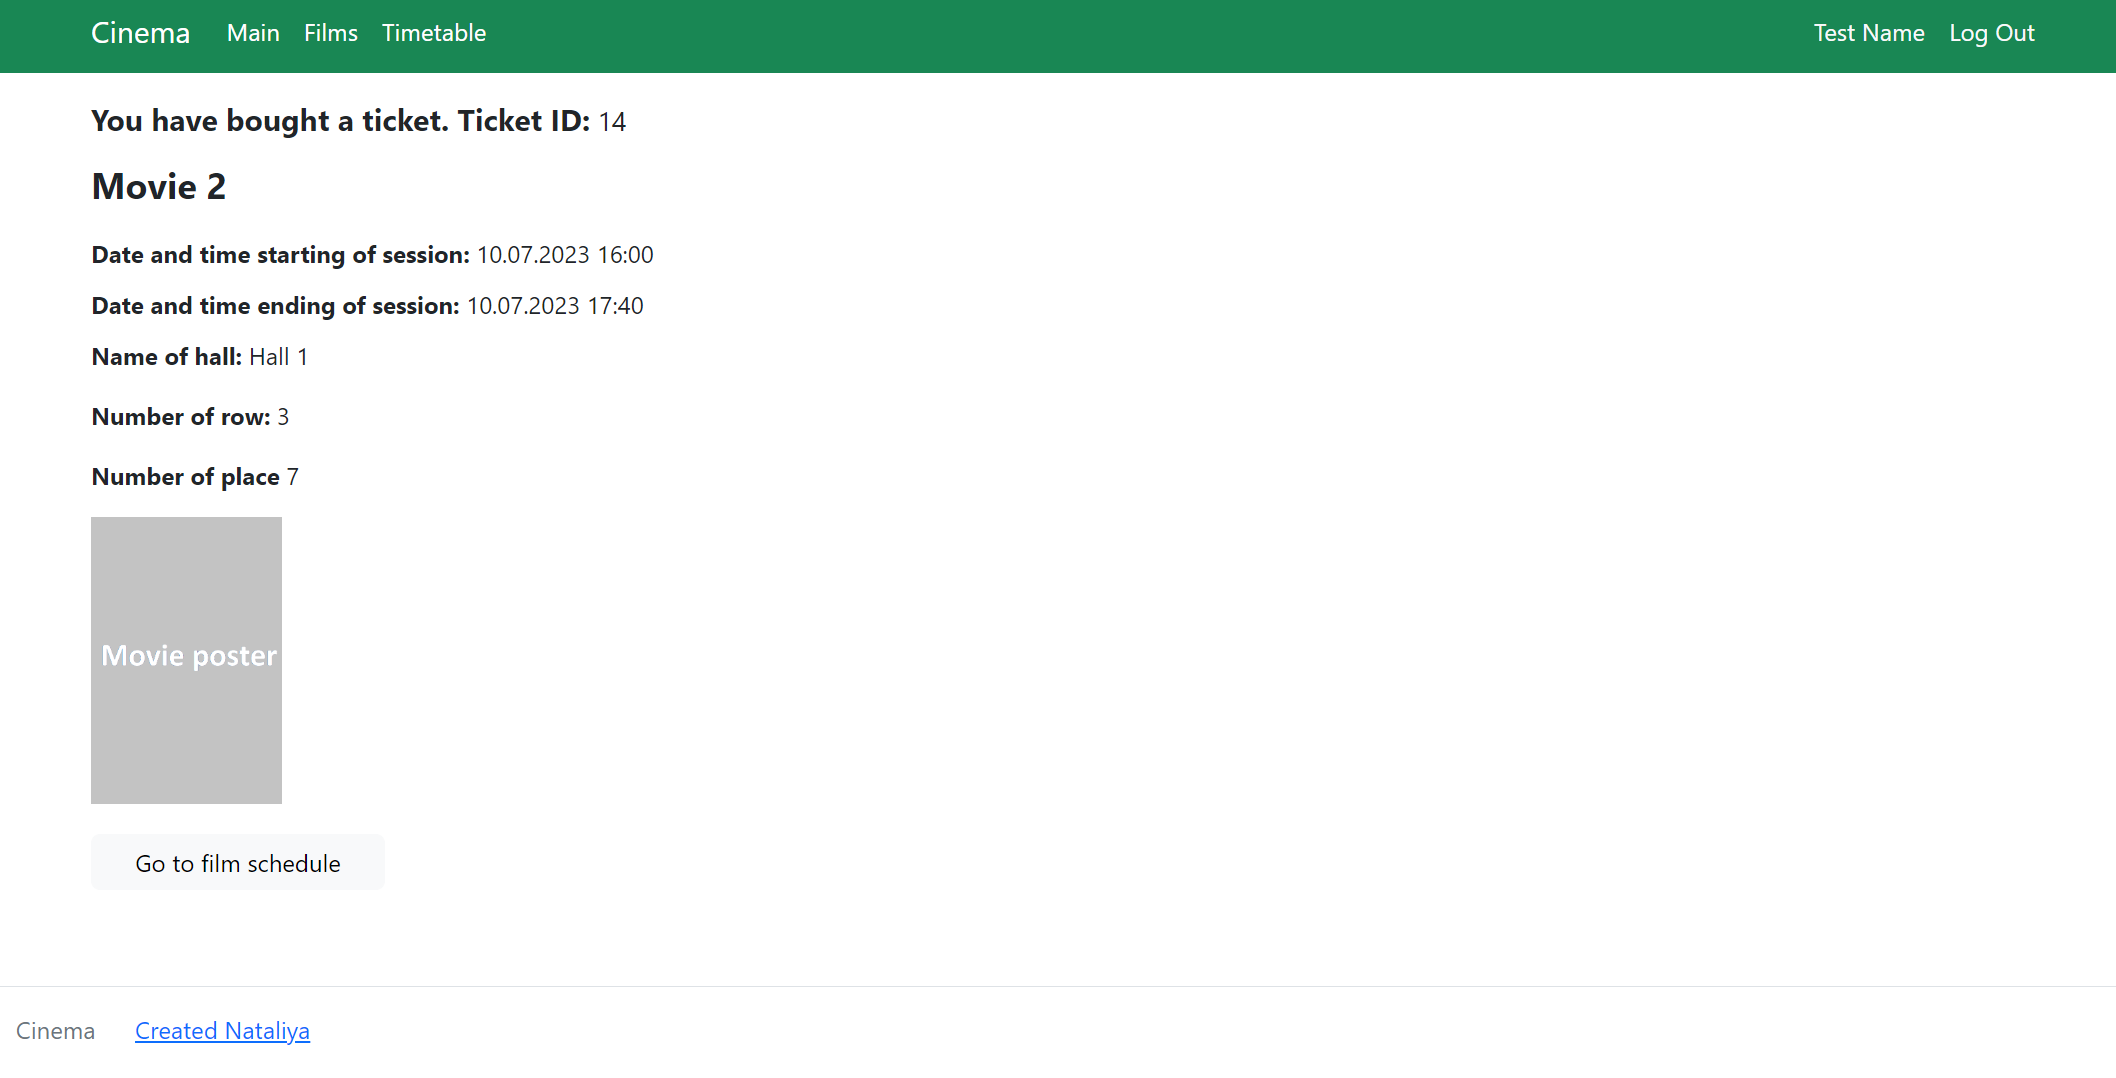 Cinema Main Films Timetable Test Name Log Out
You have bought a ticket. Ticket ID: 14
Movie 2
Date and time starting of session: 10.07.2023 16:00
Date and time ending of session: 10.07.2023 17:40
Name of hall: Hall 1
Number of row: 3
Number of place 7
Movie poster
Go to film schedule
Cinema Created Nataliya